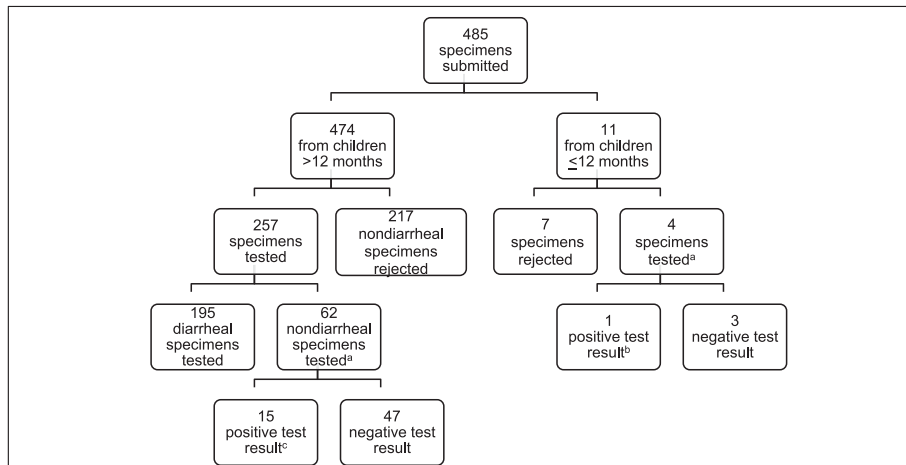 485
specimens
submitted
474
from children
>12 months
11
from children
≤12 months
257
specimens
tested
217
nondiarrheal
specimens
rejected
7
specimens
rejected
4
specimens
testedᵃ
195
diarrheal
specimens
tested
62
nondiarrheal
specimens
testedᵃ
1
positive test
resultᵇ
3
negative test
result
15
positive test
resultᶜ
47
negative test
result